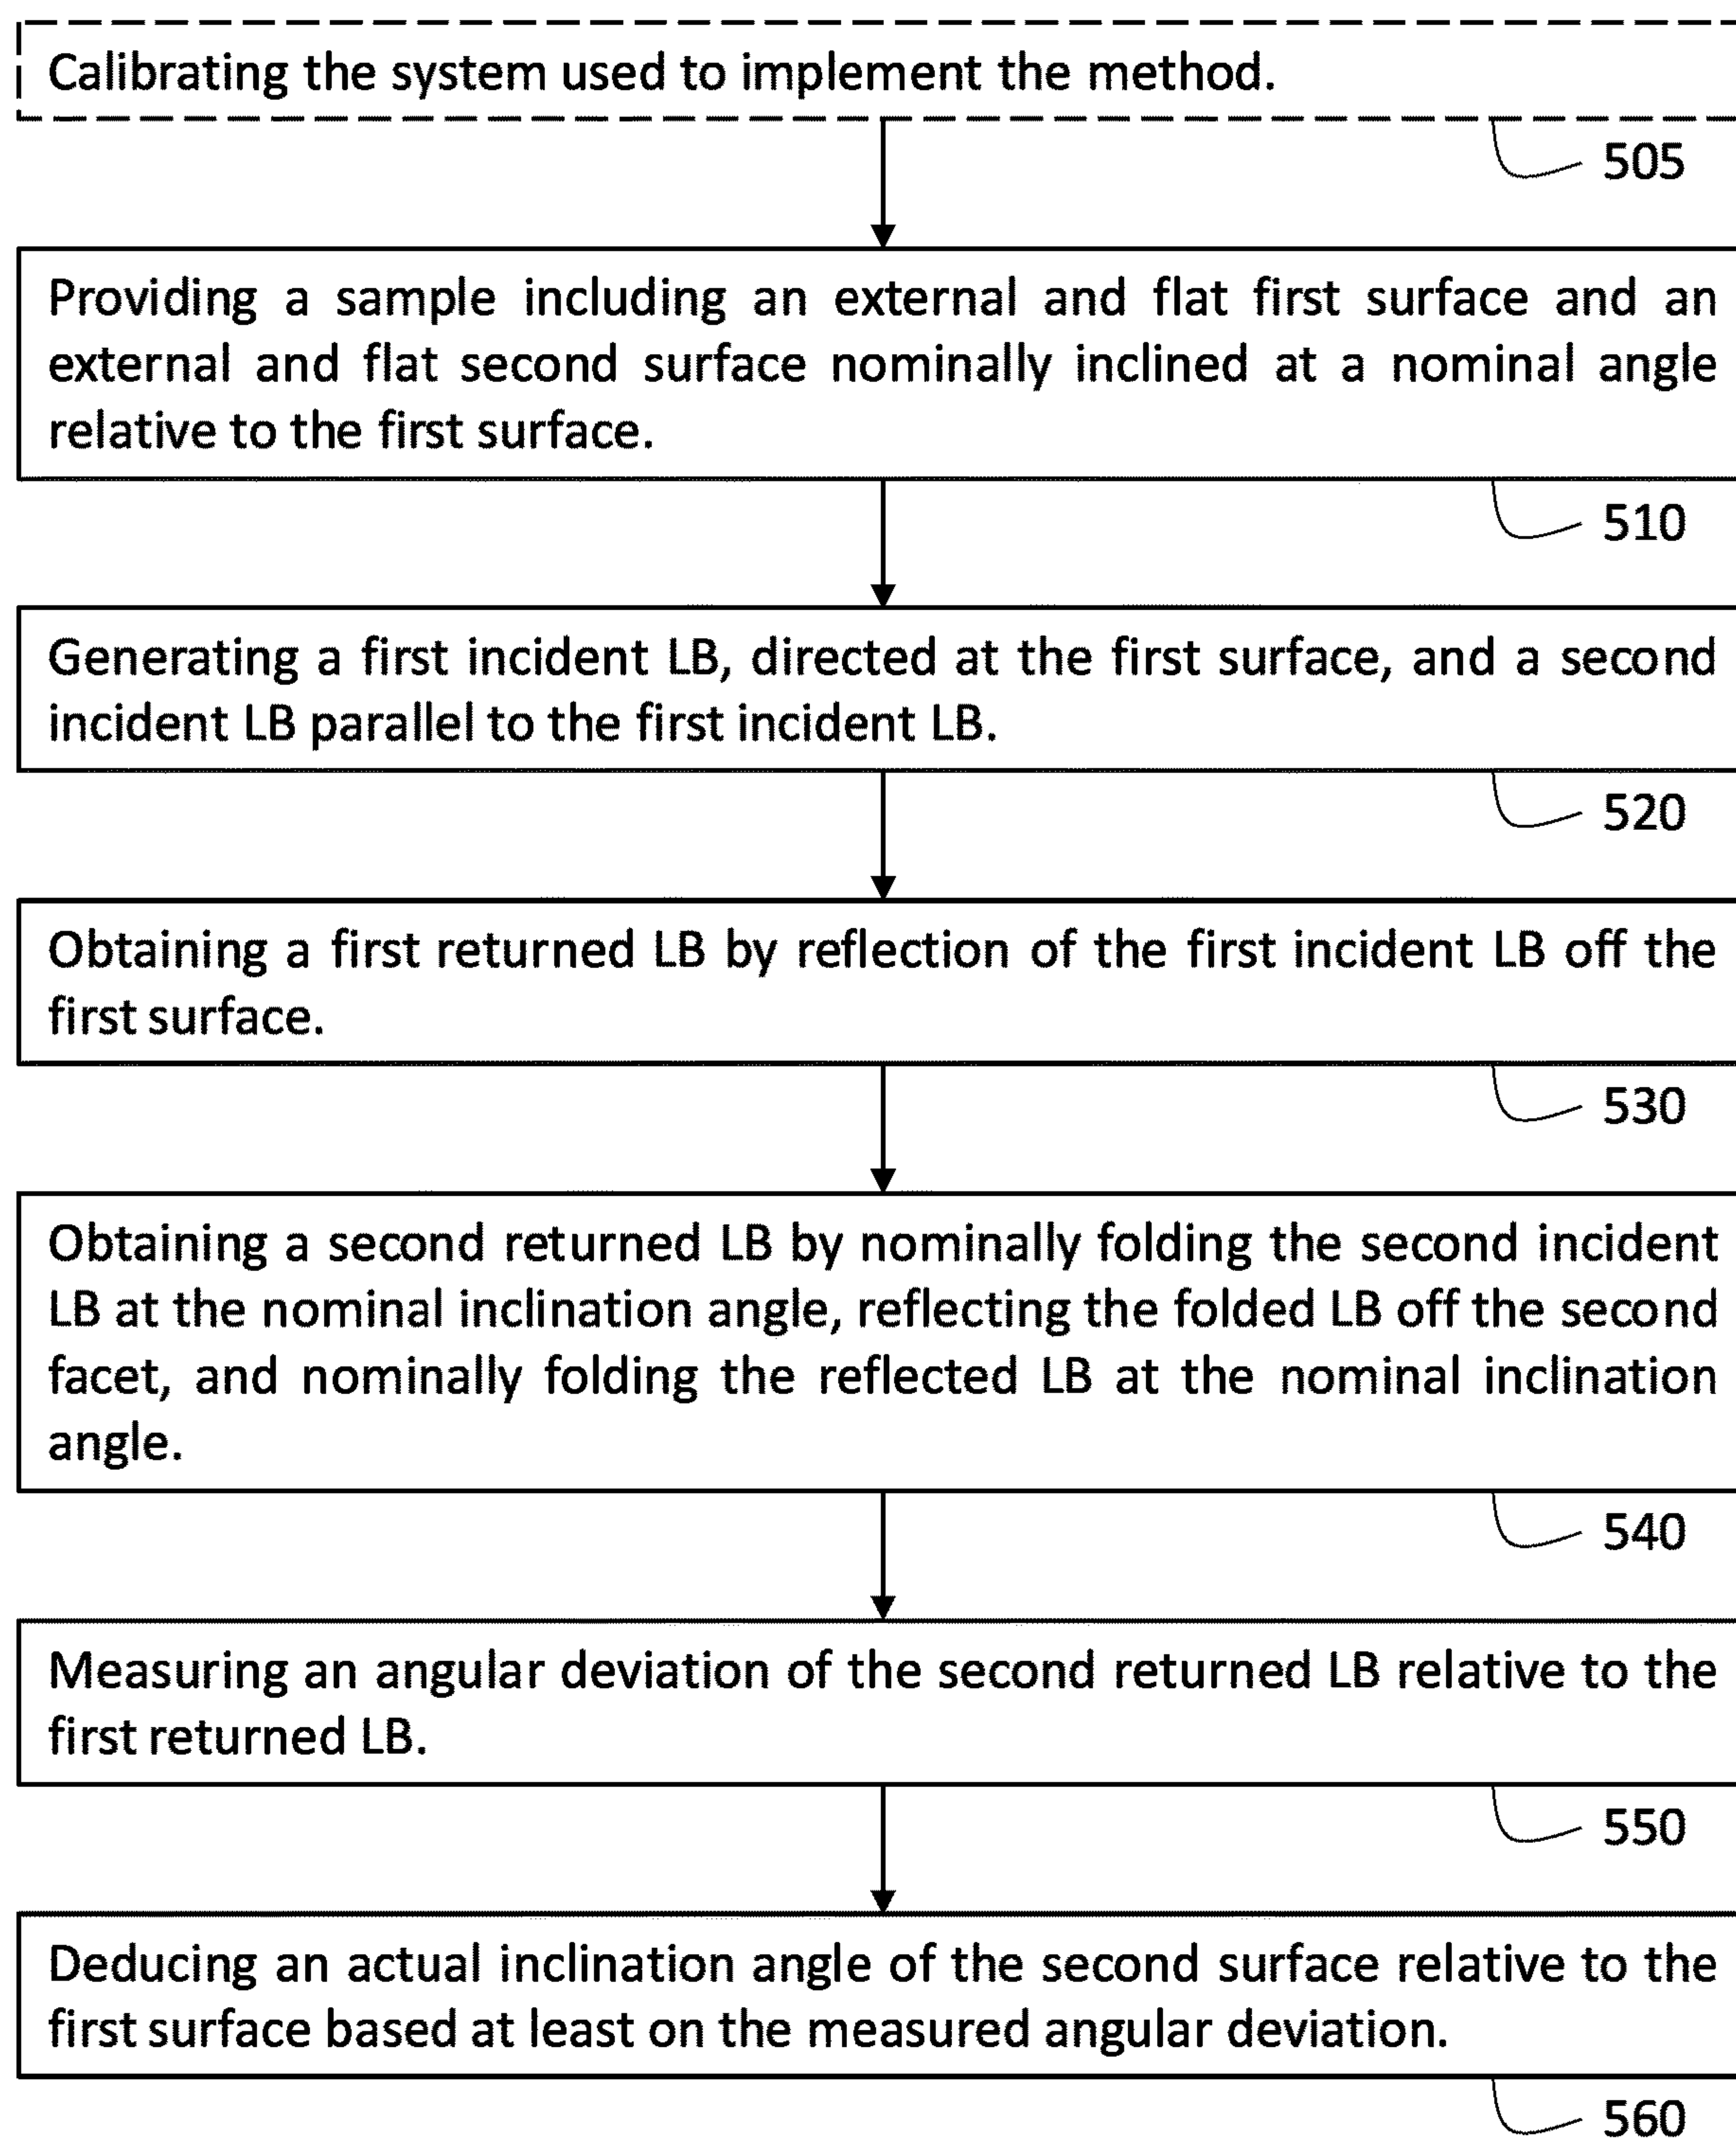 Calibrating the system used to implement the method.
505
Providing a sample including an external and flat first surface and an
external and flat second surface nominally inclined at a nominal angle
relative to the first surface.
510
Generating a first incident LB, directed at the first surface, and a second
incident LB parallel to the first incident LB.
520
Obtaining a first returned LB by reflection of the first incident LB off the
first surface.
530
Obtaining a second returned LB by nominally folding the second incident
LB at the nominal inclination angle, reflecting the folded LB off the second
facet, and nominally folding the reflected LB at the nominal inclination
angle.
540
Measuring an angular deviation of the second returned LB relative to the
first returned LB.
550
Deducing an actual inclination angle of the second surface relative to the
first surface based at least on the measured angular deviation.
560